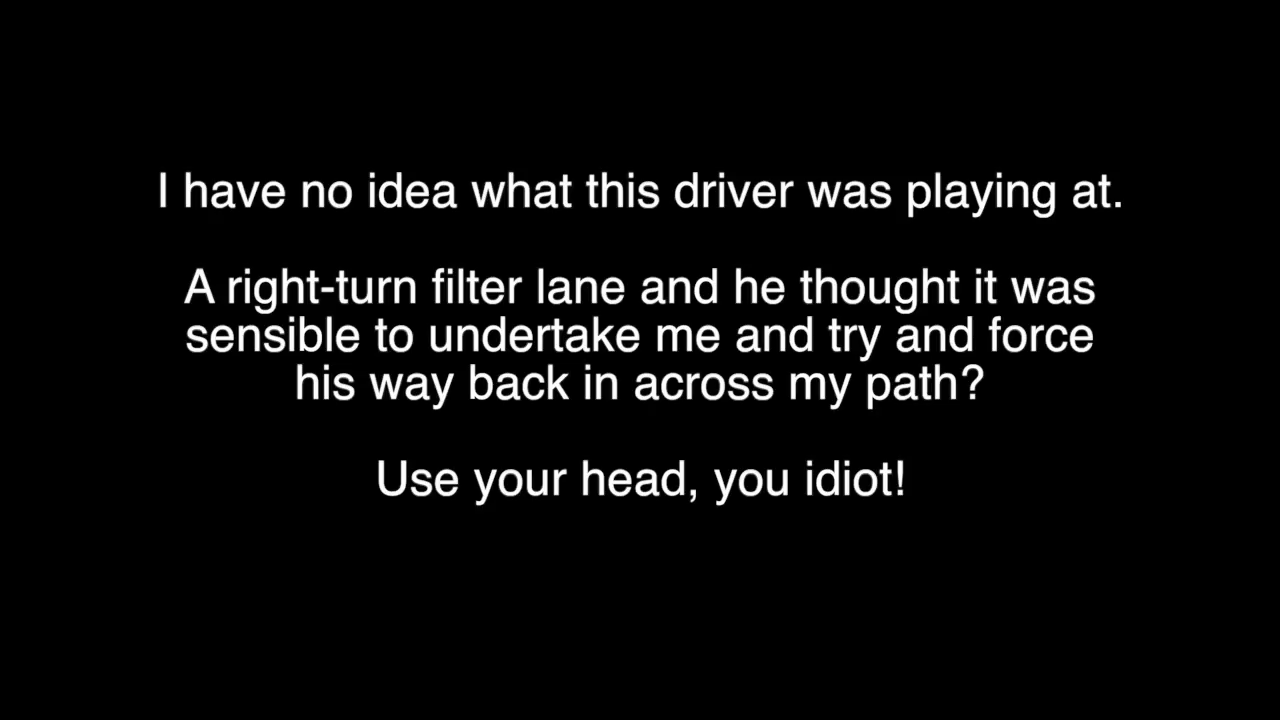 I have no idea what this driver was playing at.
A right-turn filter lane and he thought it was
sensible to undertake me and try and force
his way back in across my path?
Use your head, you idiot!